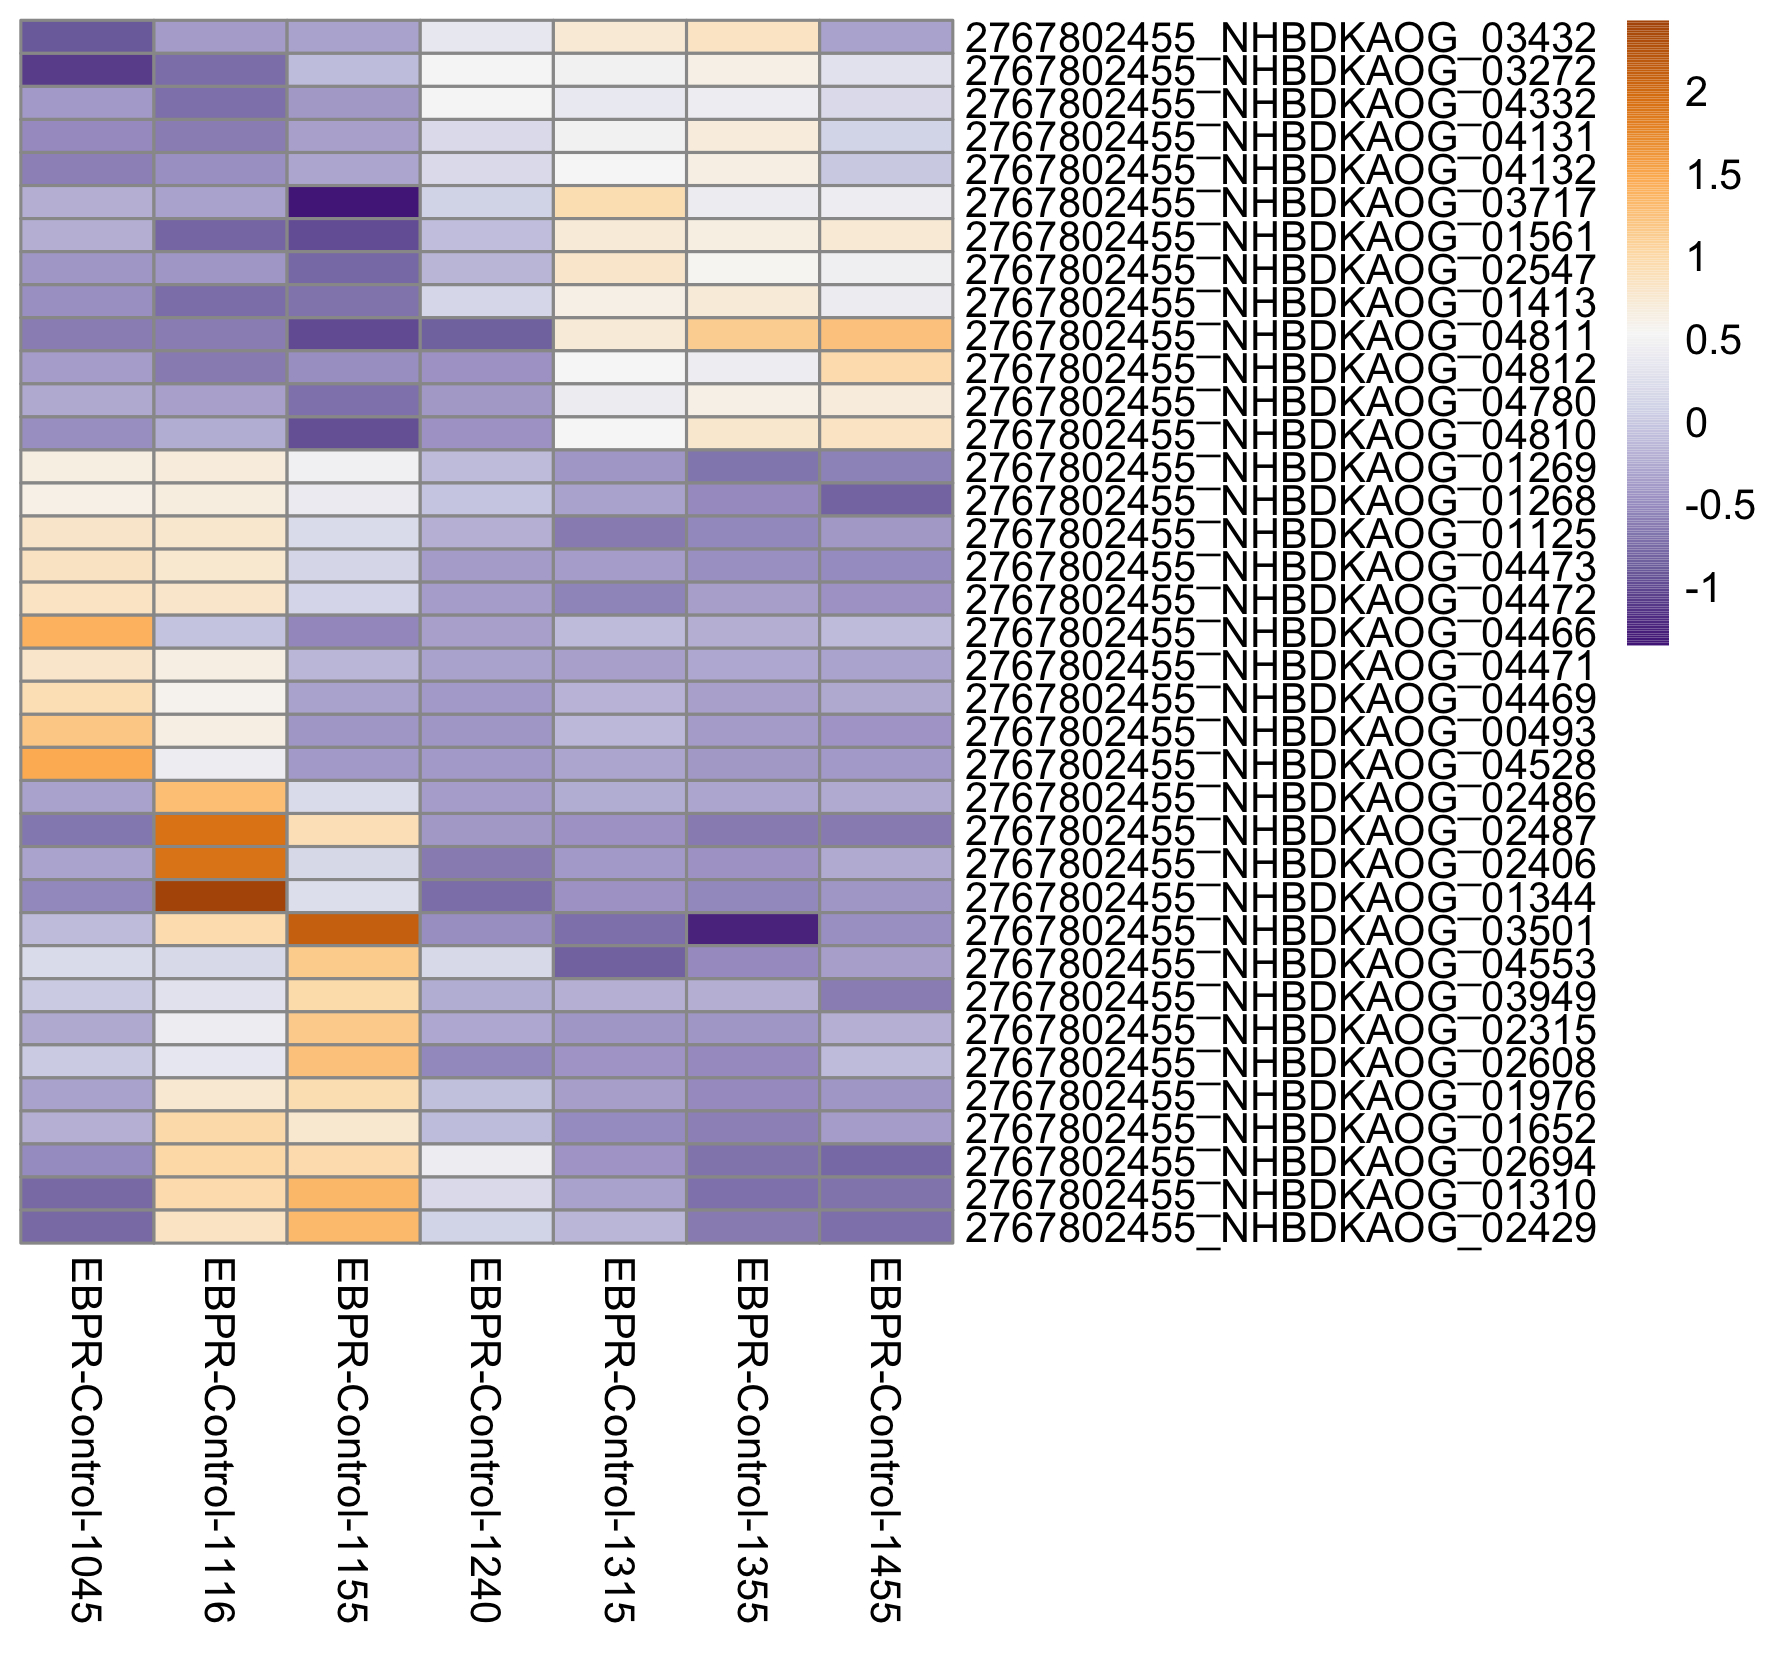 2767802455_NHBDKAOG_03432
2767802455_NHBDKAOG_03272
2767802455_NHBDKAOG_04332
2767802455_NHBDKAOG_04131
2767802455_NHBDKAOG_04132
2767802455_NHBDKAOG_03717
2767802455_NHBDKAOG_01561
2767802455_NHBDKAOG_02547
2767802455_NHBDKAOG_01413
2767802455_NHBDKAOG_04811
2767802455_NHBDKAOG_04812
2767802455_NHBDKAOG_04780
2767802455_NHBDKAOG_04810
2767802455_NHBDKAOG_01269
2767802455_NHBDKAOG_01268
2767802455_NHBDKAOG_01125
2767802455_NHBDKAOG_04473
2767802455_NHBDKAOG_04472
2767802455_NHBDKAOG_04466
2767802455_NHBDKAOG_04471
2767802455_NHBDKAOG_04469
2767802455_NHBDKAOG_00493
2767802455_NHBDKAOG_04528
2767802455_NHBDKAOG_02486
2767802455_NHBDKAOG_02487
2767802455_NHBDKAOG_02406
2767802455_NHBDKAOG_01344
2767802455_NHBDKAOG_03501
2767802455_NHBDKAOG_04553
2767802455_NHBDKAOG_03949
2767802455_NHBDKAOG_02315
2767802455_NHBDKAOG_02608
2767802455_NHBDKAOG_01976
2767802455_NHBDKAOG_01652
2767802455_NHBDKAOG_02694
2767802455_NHBDKAOG_01310
2767802455_NHBDKAOG_02429
2
1.5
1
0.5
0
-0.5
-1
EBPR-Control-1045
EBPR-Control-1116
EBPR-Control-1155
EBPR-Control-1240
EBPR-Control-1315
EBPR-Control-1355
EBPR-Control-1455